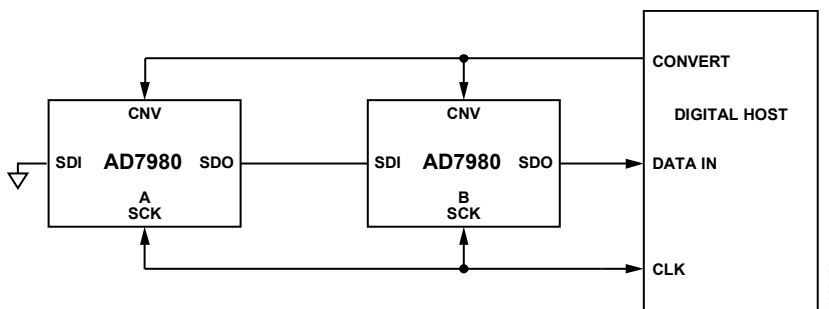 CONVERT
CNV
CNV
DIGITAL HOST
SDI AD7980 SDO
SDI AD7980 SDO
DATA IN
A
SCK
B
SCK
CLK